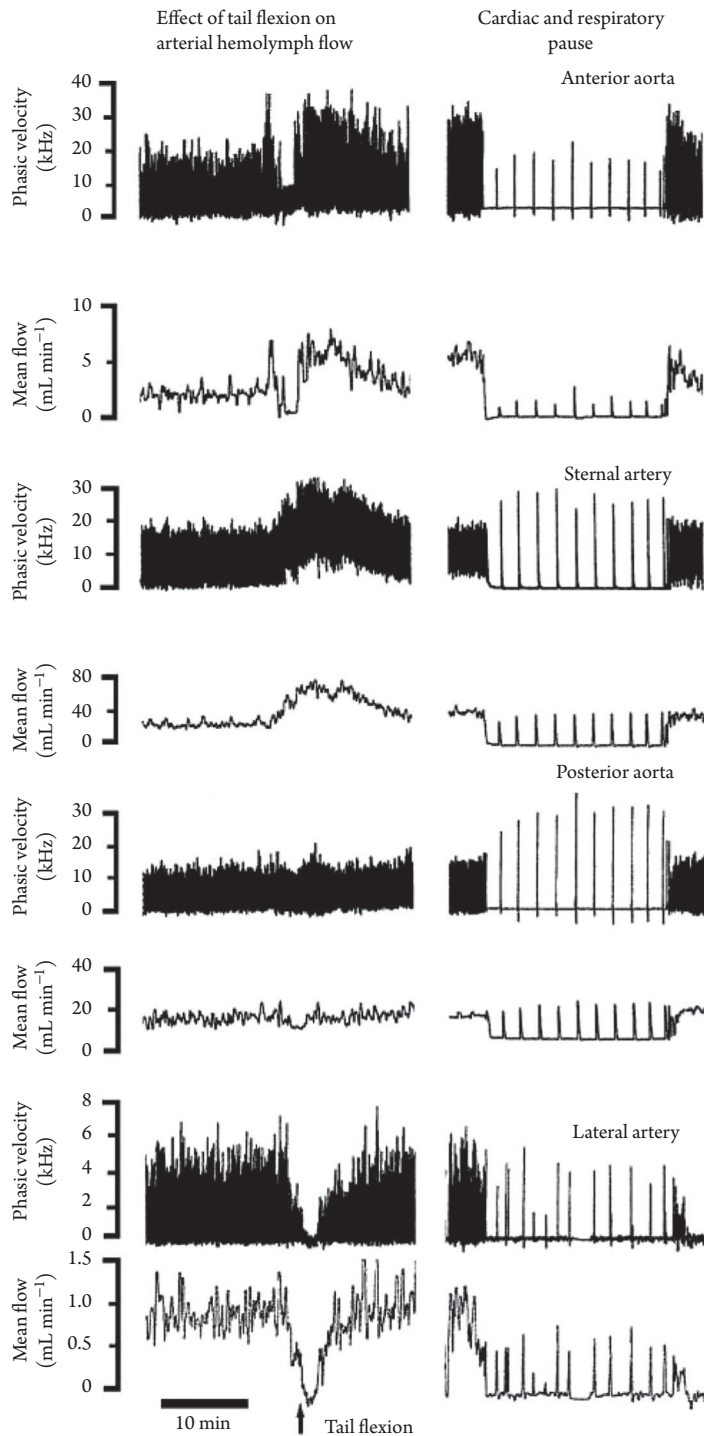 Effect of tail flexion on
arterial hemolymph flow
Cardiac and respiratory
pause
Anterior aorta
Phasic velocity
(kHz)
40
30
20
10
0
Mean flow
(mL min⁻¹)
10
5
0
Sternal artery
Phasic velocity
(kHz)
30
20
10
0
Mean flow
(mL min⁻¹)
80
40
0
Posterior aorta
Phasic velocity
(kHz)
30
20
10
0
Mean flow
(mL min⁻¹)
40
20
0
Lateral artery
Phasic velocity
(kHz)
8
6
4
2
0
Mean flow
(mL min⁻¹)
1.5
1.0
0.5
0
10 min
Tail flexion